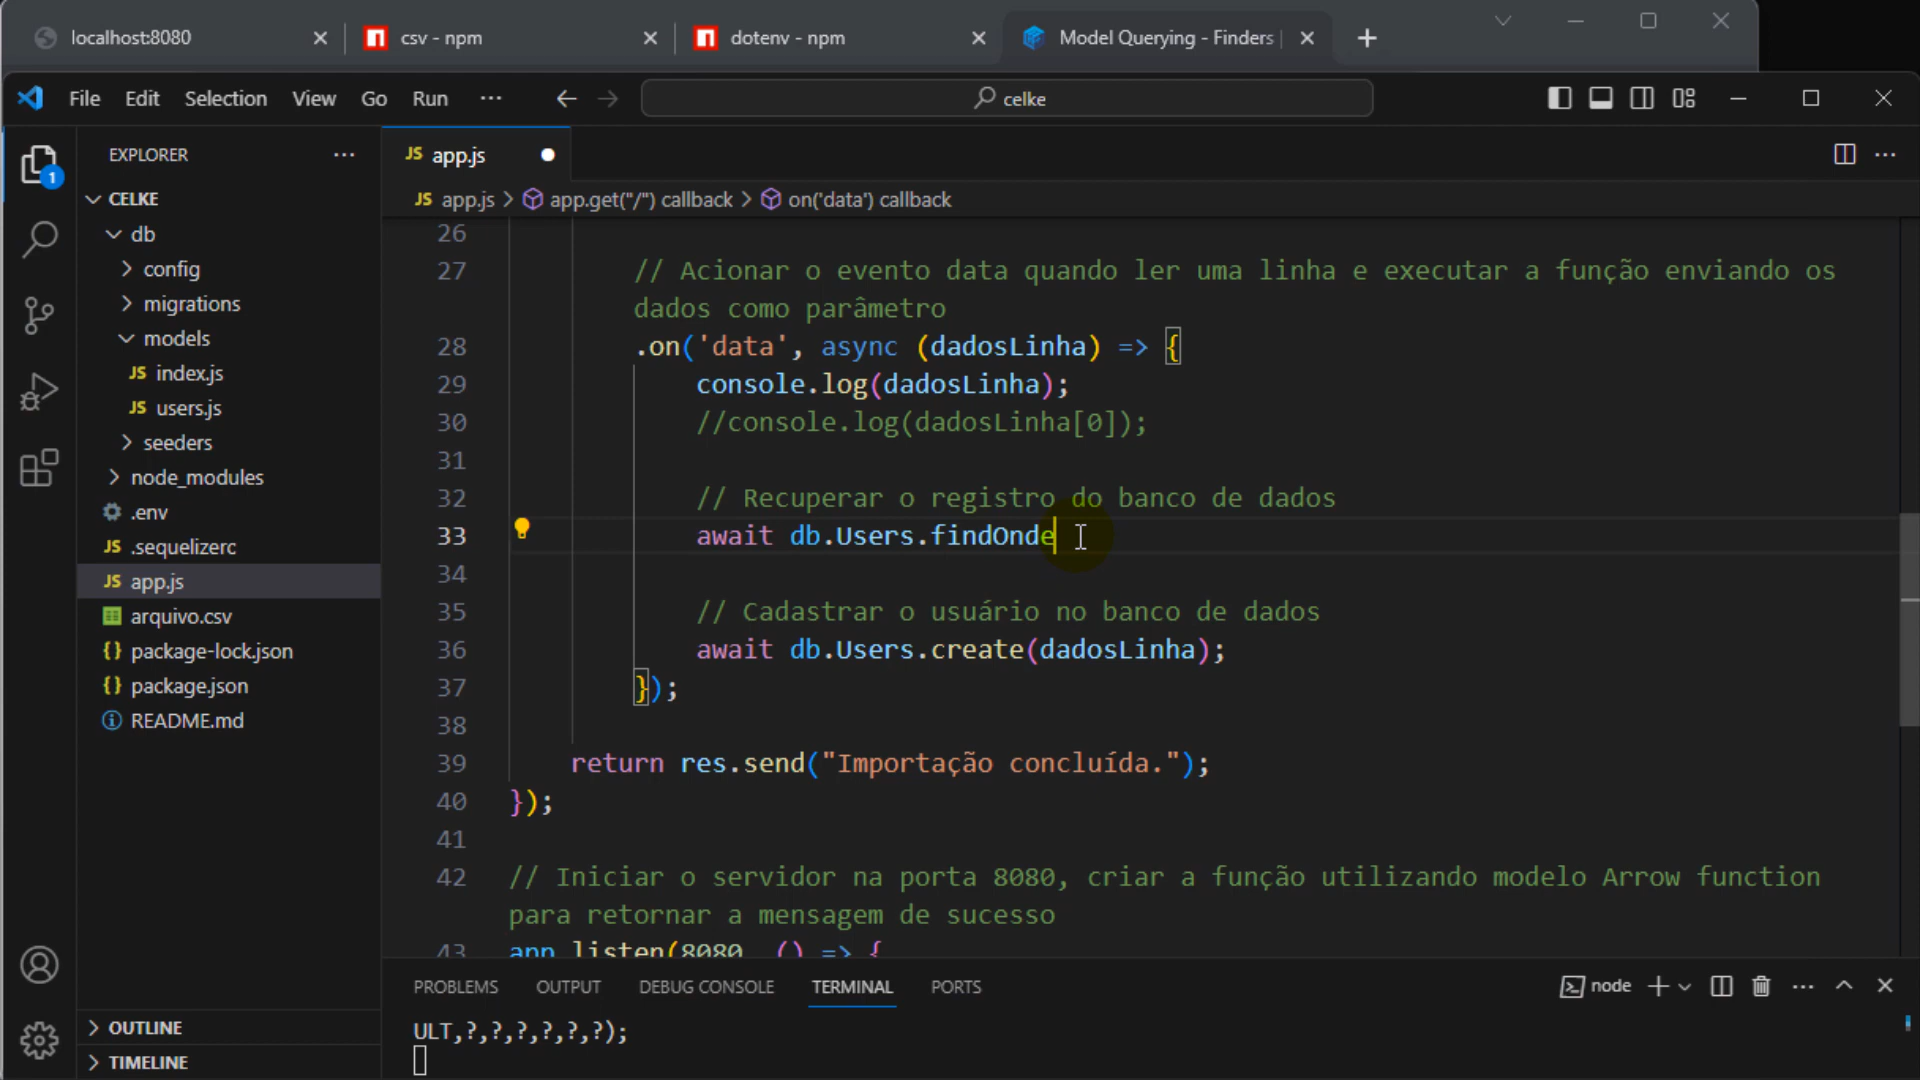 localhost:8080
csv - npm
dotenv - npm
Model Querying - Finders |
File Edit Selection View Go Run ···
celke
EXPLORER
CELKE
db
config
migrations
models
JS index.js
JS users.js
seeders
node_modules
.env
JS .sequelizerc
JS app.js
arquivo.csv
{} package-lock.json
{} package.json
README.md
OUTLINE
TIMELINE
1
JS app.js
JS app.js > app.get("/") callback > on('data') callback
26
27 // Acionar o evento data quando ler uma linha e executar a função enviando os
dados como parâmetro
28 .on('data', async (dadosLinha) => {
29 console.log(dadosLinha);
30 //console.log(dadosLinha[0]);
31
32 // Recuperar o registro do banco de dados
33 await db.Users.findOnde
34
35 // Cadastrar o usuário no banco de dados
36 await db.Users.create(dadosLinha);
37 });
38
39 return res.send("Importação concluída.");
40 });
41
42 // Iniciar o servidor na porta 8080, criar a função utilizando modelo Arrow function
para retornar a mensagem de sucesso
43 app.listen(8080, () => {
PROBLEMS OUTPUT DEBUG CONSOLE TERMINAL PORTS
node
ULT,?,?,?,?,?,?);